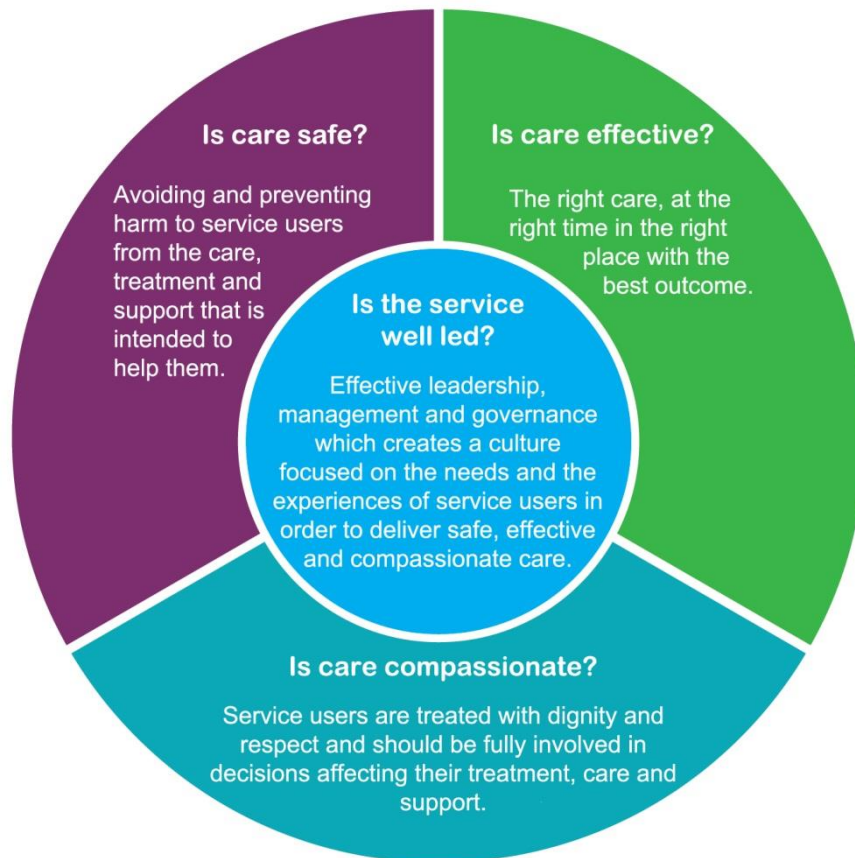 Is care safe?
Avoiding and preventing
harm to service users
from the care,
treatment and
support that is
intended to
help them.
Is care effective?
The right care, at the
right time in the right
place with the
best outcome.
Is the service
well led?
Effective leadership,
management and governance
which creates a culture
focused on the needs and the
experiences of service users in
order to deliver safe, effective
and compassionate care.
Is care compassionate?
Service users are treated with dignity and
respect and should be fully involved in
decisions affecting their treatment, care and
support.